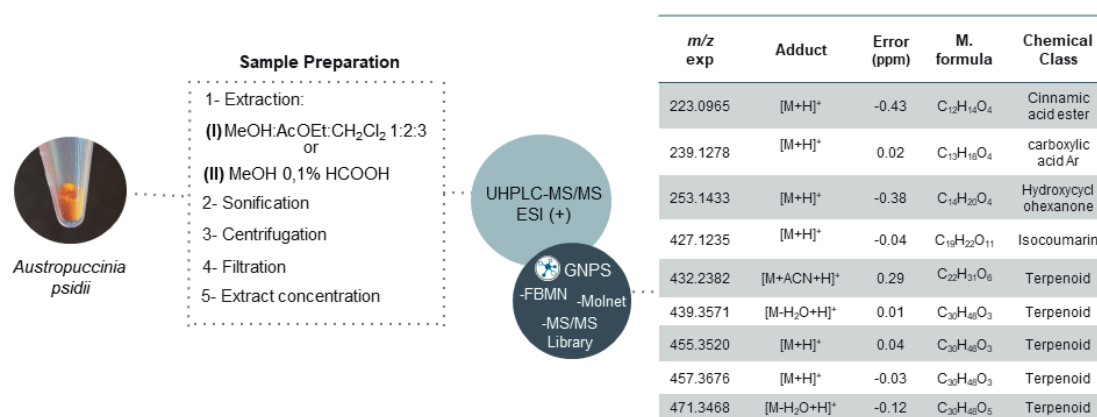 Sample Preparation
1- Extraction:
(I) MeOH:AcOEt:CH₂Cl₂ 1:2:3
or
(II) MeOH 0,1% HCOOH
2- Sonification
3- Centrifugation
4- Filtration
5- Extract concentration
Austropuccinia
psidii
UHPLC-MS/MS
ESI (+)
GNPS
-FBMN
-Molnet
-MS/MS
Library
m/z exp Adduct Error (ppm) M. formula Chemical Class
223.0965 [M+H]⁺ -0.43 C₁₂H₁₄O₄ Cinnamic acid ester
239.1278 [M+H]⁺ 0.02 C₁₃H₁₈O₄ carboxylic acid Ar
253.1433 [M+H]⁺ -0.38 C₁₄H₂₀O₄ Hydroxycycl ohexanone
427.1235 [M+H]⁺ -0.04 C₁₉H₂₂O₁₁ Isocoumarin
432.2382 [M+ACN+H]⁺ 0.29 C₂₂H₃₁O₆ Terpenoid
439.3571 [M-H₂O+H]⁺ 0.01 C₃₀H₄₈O₃ Terpenoid
455.3520 [M+H]⁺ 0.04 C₃₀H₄₆O₃ Terpenoid
457.3676 [M+H]⁺ -0.03 C₃₀H₄₈O₃ Terpenoid
471.3468 [M-H₂O+H]⁺ -0.12 C₃₀H₄₈O₅ Terpenoid